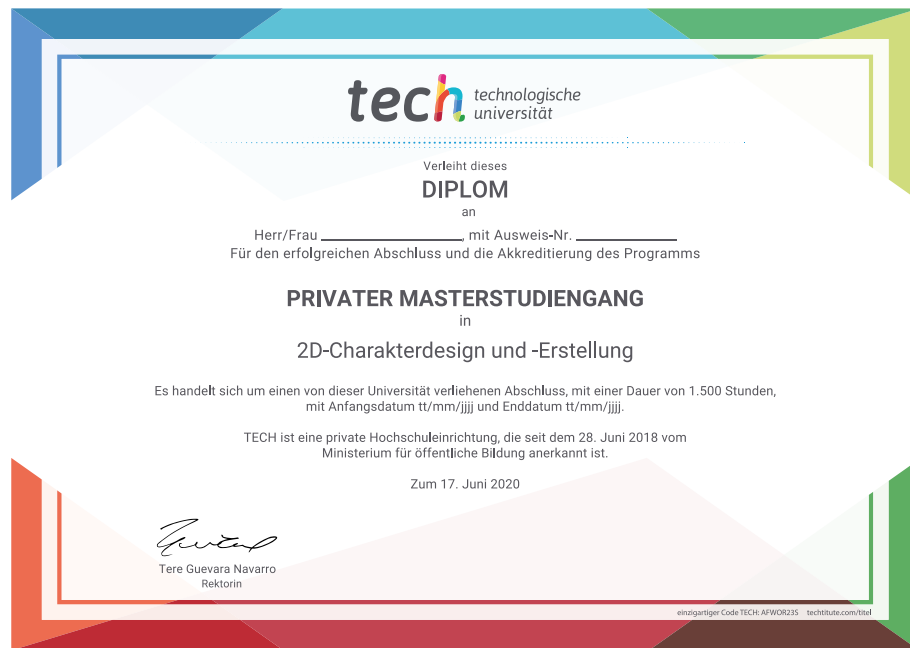 tech technologische
universität
Verleiht dieses
DIPLOM
an
Herr/Frau ____________________, mit Ausweis-Nr. ______________
Für den erfolgreichen Abschluss und die Akkreditierung des Programms
PRIVATER MASTERSTUDIENGANG
in
2D-Charakterdesign und -Erstellung
Es handelt sich um einen von dieser Universität verliehenen Abschluss, mit einer Dauer von 1.500 Stunden,
mit Anfangsdatum tt/mm/jjjj und Enddatum tt/mm/jjjj.
TECH ist eine private Hochschuleinrichtung, die seit dem 28. Juni 2018 vom
Ministerium für öffentliche Bildung anerkannt ist.
Zum 17. Juni 2020
Tere Guevara Navarro
Rektorin
einzigartiger Code TECH: AFWOR23S techtitute.com/titel